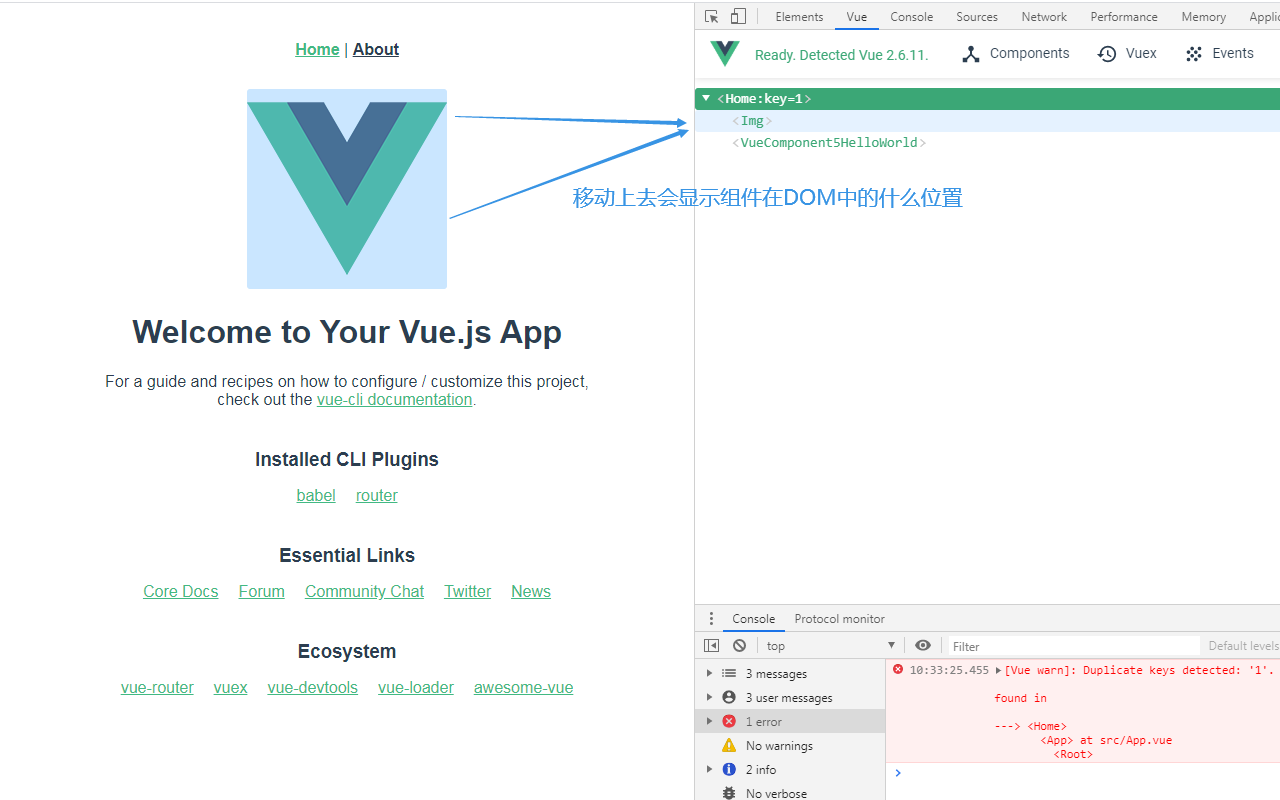 Home | About
Welcome to Your Vue.js App
For a guide and recipes on how to configure / customize this project,
check out the vue-cli documentation.
Installed CLI Plugins
babel router
Essential Links
Core Docs Forum Community Chat Twitter News
Ecosystem
vue-router vuex vue-devtools vue-loader awesome-vue
移动上去会显示组件在DOM中的什么位置
Elements Vue Console Sources Network Performance Memory Applic
Ready. Detected Vue 2.6.11. Components Vuex Events
<Home:key=1>
<Img>
<VueComponent5HelloWorld>
Console Protocol monitor
top Filter Default levels
3 messages
3 user messages
1 error
No warnings
2 info
No verbose
10:33:25.455 [Vue warn]: Duplicate keys detected: '1'.
found in
---> <Home>
<App> at src/App.vue
<Root>